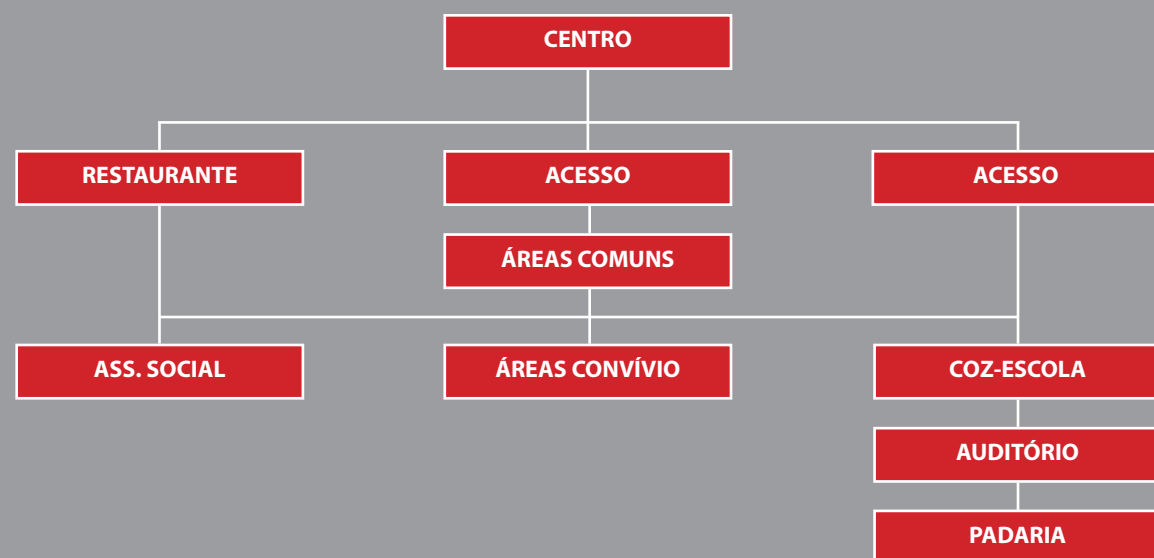 CENTRO
RESTAURANTE
ACESSO
ACESSO
ÁREAS COMUNS
ASS. SOCIAL
ÁREAS CONVÍVIO
COZ-ESCOLA
AUDITÓRIO
PADARIA